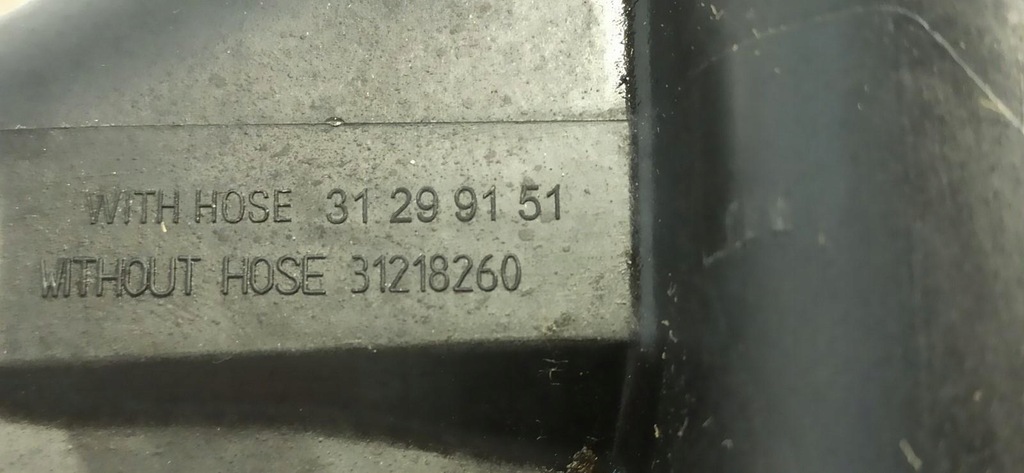 WITH HOSE 31 29 91 51
WITHOUT HOSE 31218260